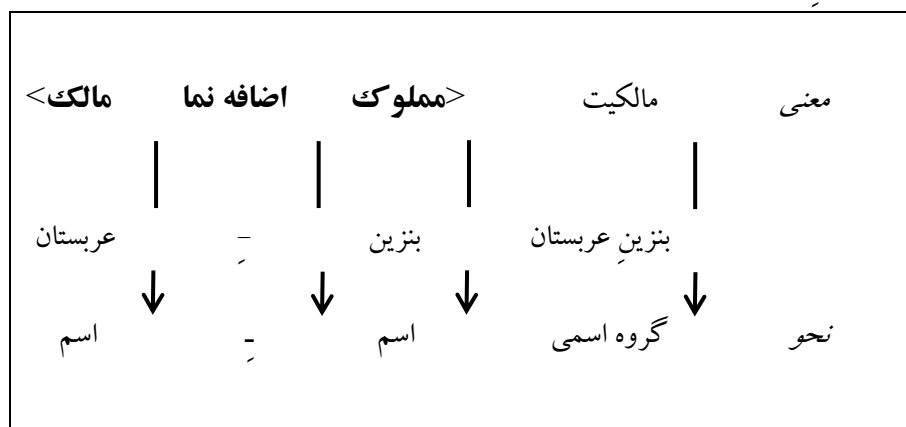 معنی مالکیت <مملوک اضافه نما مالک>
بنزینِ عربستان بنزین ـِ عربستان
نحو گروه اسمی اسم ـِ اسم